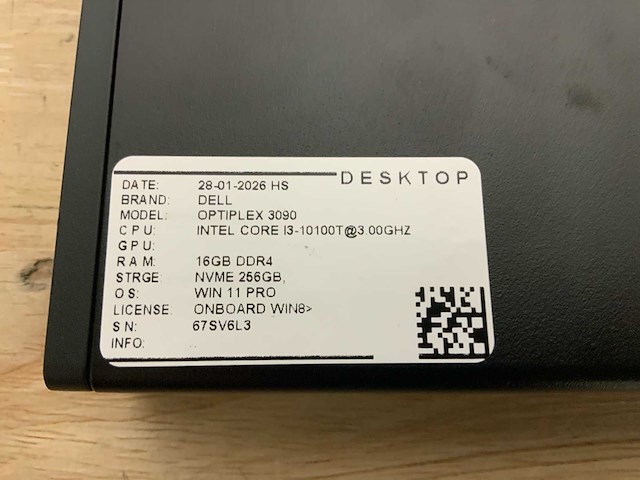 DESKTOP
DATE: 28-01-2026 HS
BRAND: DELL
MODEL: OPTIPLEX 3090
CPU: INTEL CORE I3-10100T@3.00GHZ
GPU:
RAM: 16GB DDR4
STRGE NVME 256GB,
OS: WIN 11 PRO
LICENSE. ONBOARD WIN8>
SN: 67SV6L3
INFO: